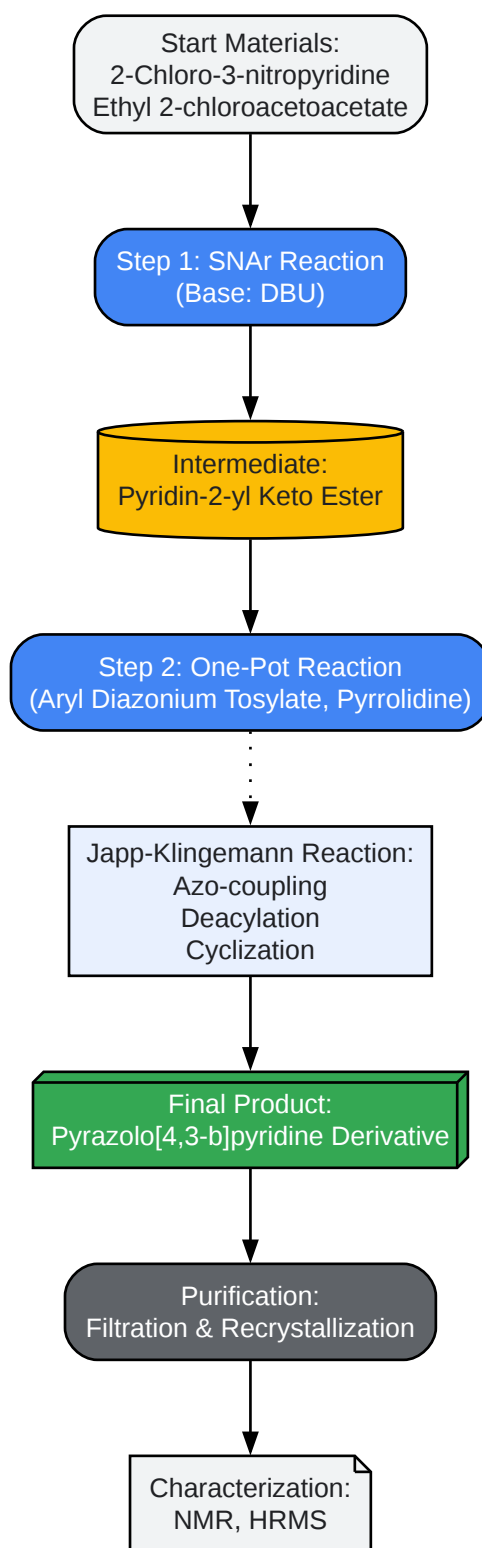 Start Materials:
2-Chloro-3-nitropyridine
Ethyl 2-chloroacetoacetate
Step 1: SNAr Reaction
(Base: DBU)
Intermediate:
Pyridin-2-yl Keto Ester
Step 2: One-Pot Reaction
(Aryl Diazonium Tosylate, Pyrrolidine)
Japp-Klingemann Reaction:
Azo-coupling
Deacylation
Cyclization
Final Product:
Pyrazolo[4,3-b]pyridine Derivative
Purification:
Filtration & Recrystallization
Characterization:
NMR, HRMS